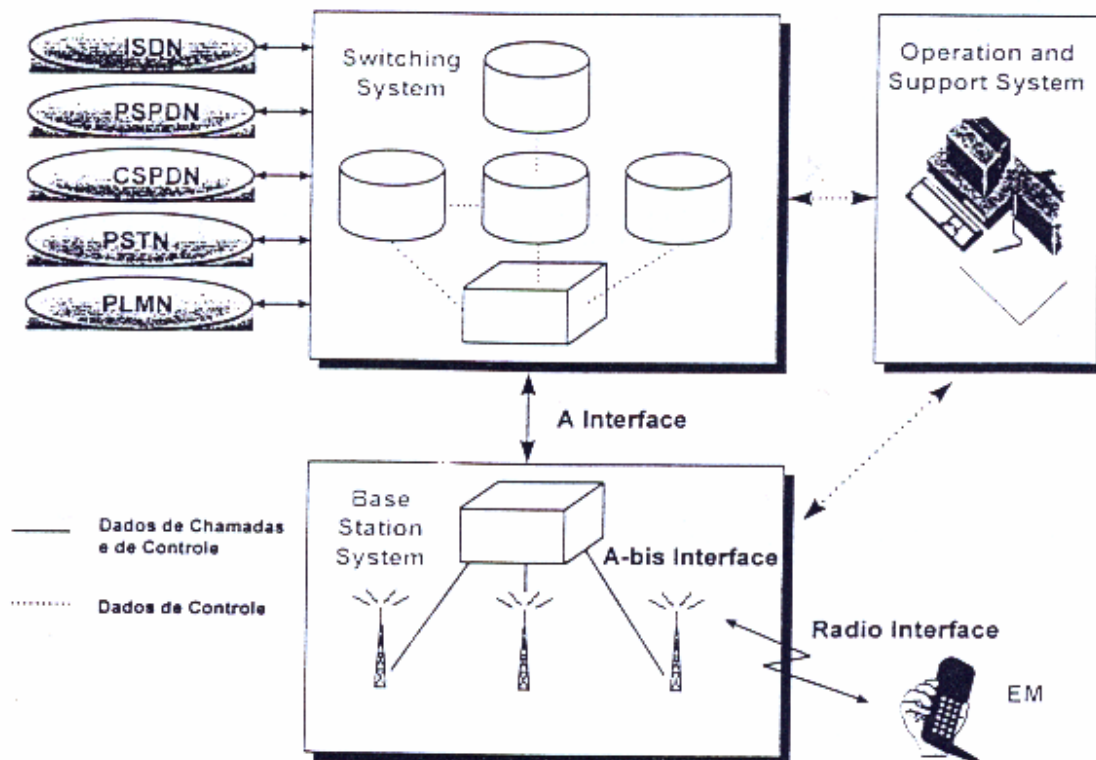 ISDN
PSPDN
CSPDN
PSTN
PLMN
Switching
System
Operation and
Support System
A Interface
Base
Station
System
A-bis Interface
Dados de Chamadas
e de Controle
Dados de Controle
Radio Interface
EM